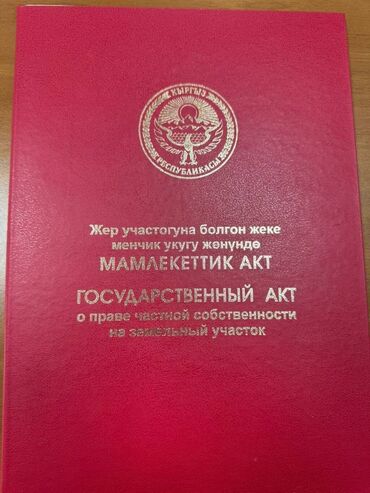 КЫРГЫЗ
РЕСПУБЛИКАСЫ
Жер участогуна болгон жеке
менчик укугу жөнүндө
МАМЛЕКЕТТИК АКТ
ГОСУДАРСТВЕННЫЙ АКТ
о праве частной собственности
на земельный участок